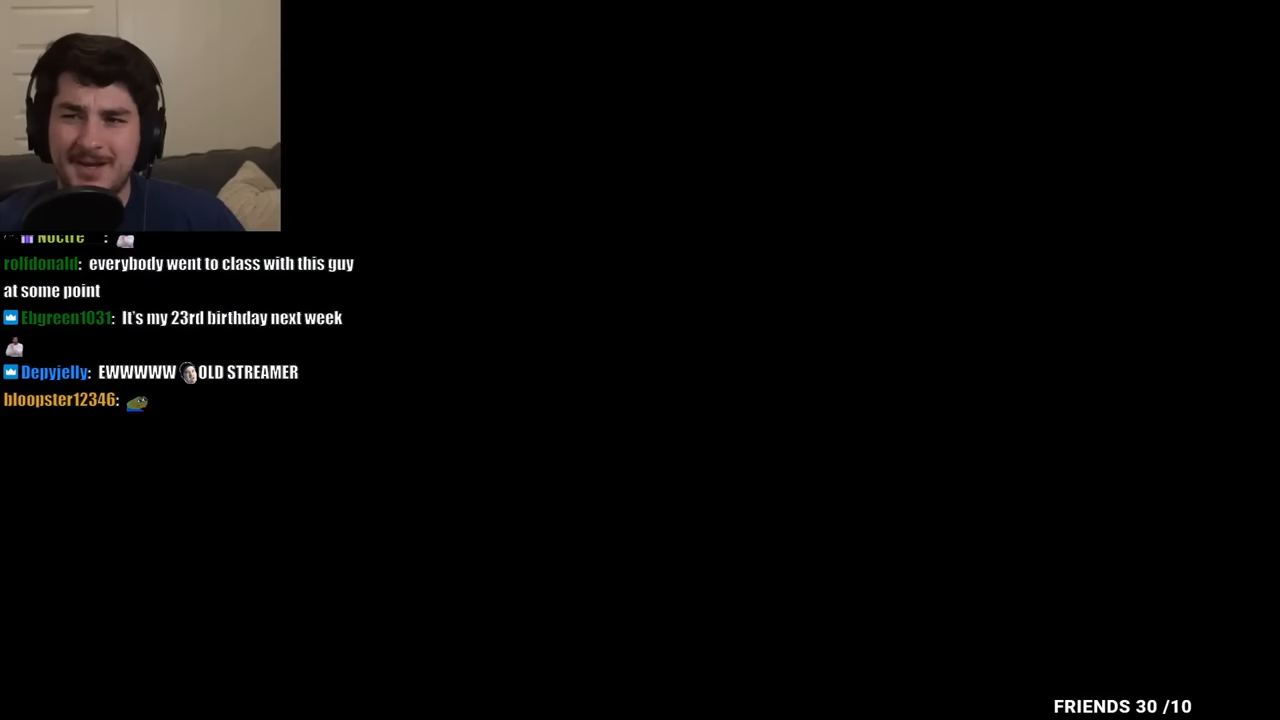 Noctre :
rolfdonald: everybody went to class with this guy
at some point
Ebgreen1031: It's my 23rd birthday next week
Depyjelly: EWWWWW OLD STREAMER
bloopster12346:
FRIENDS 30 /10